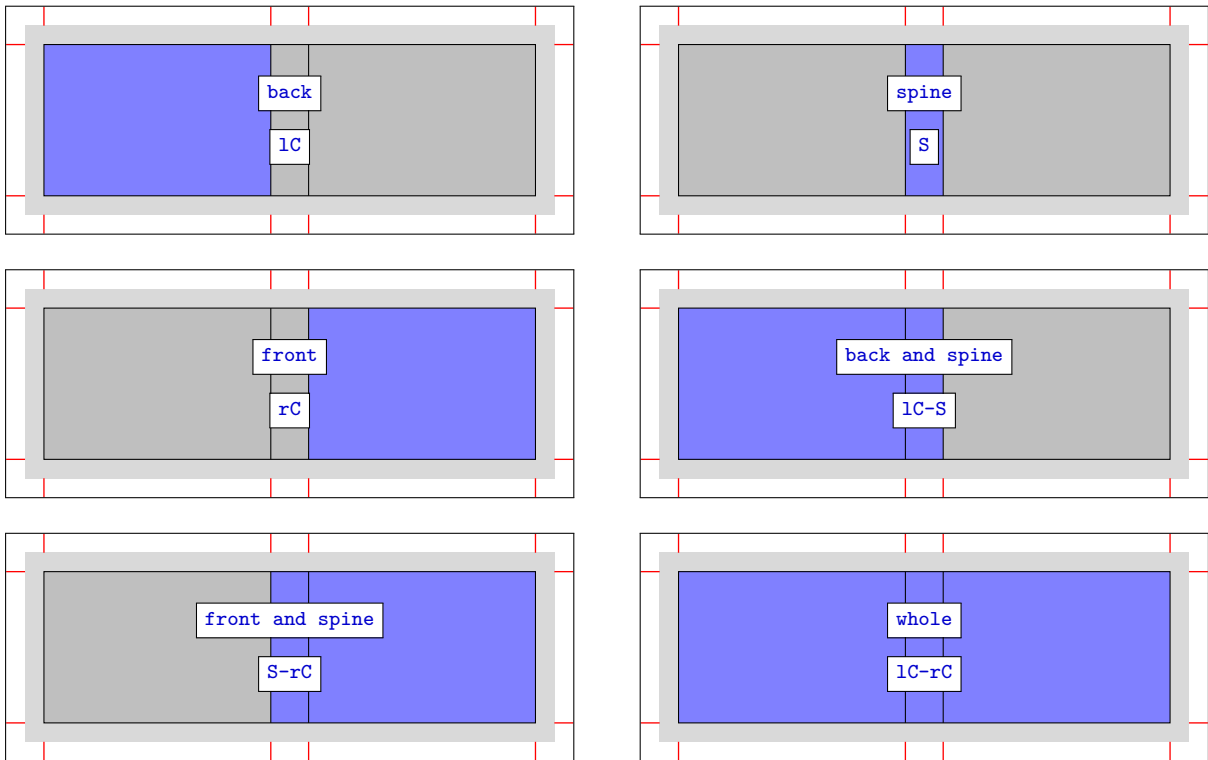 back
lC
spine
S
front
rC
back and spine
lC-S
front and spine
S-rC
whole
lC-rC